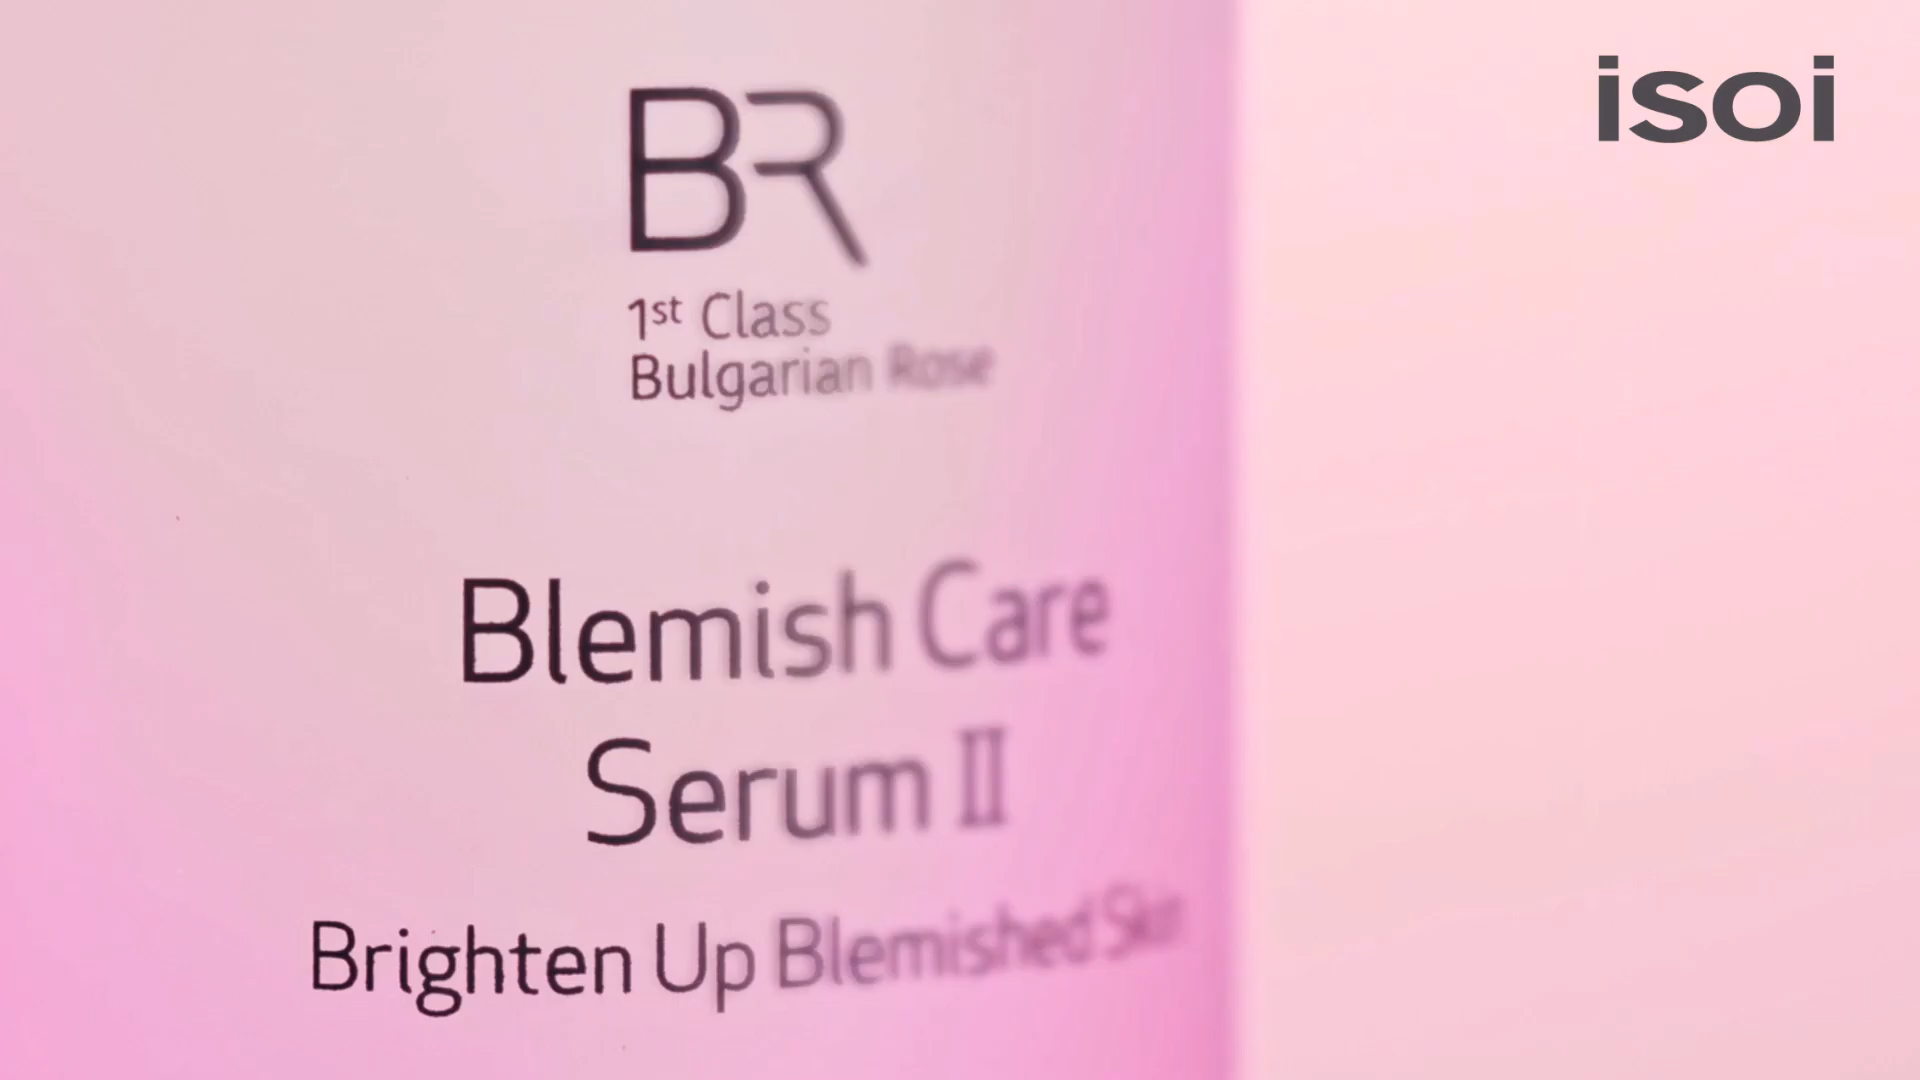 isoi
BR
1st Class
Bulgarian Rose
Blemish Care
Serum II
Brighten Up Blemished Skin